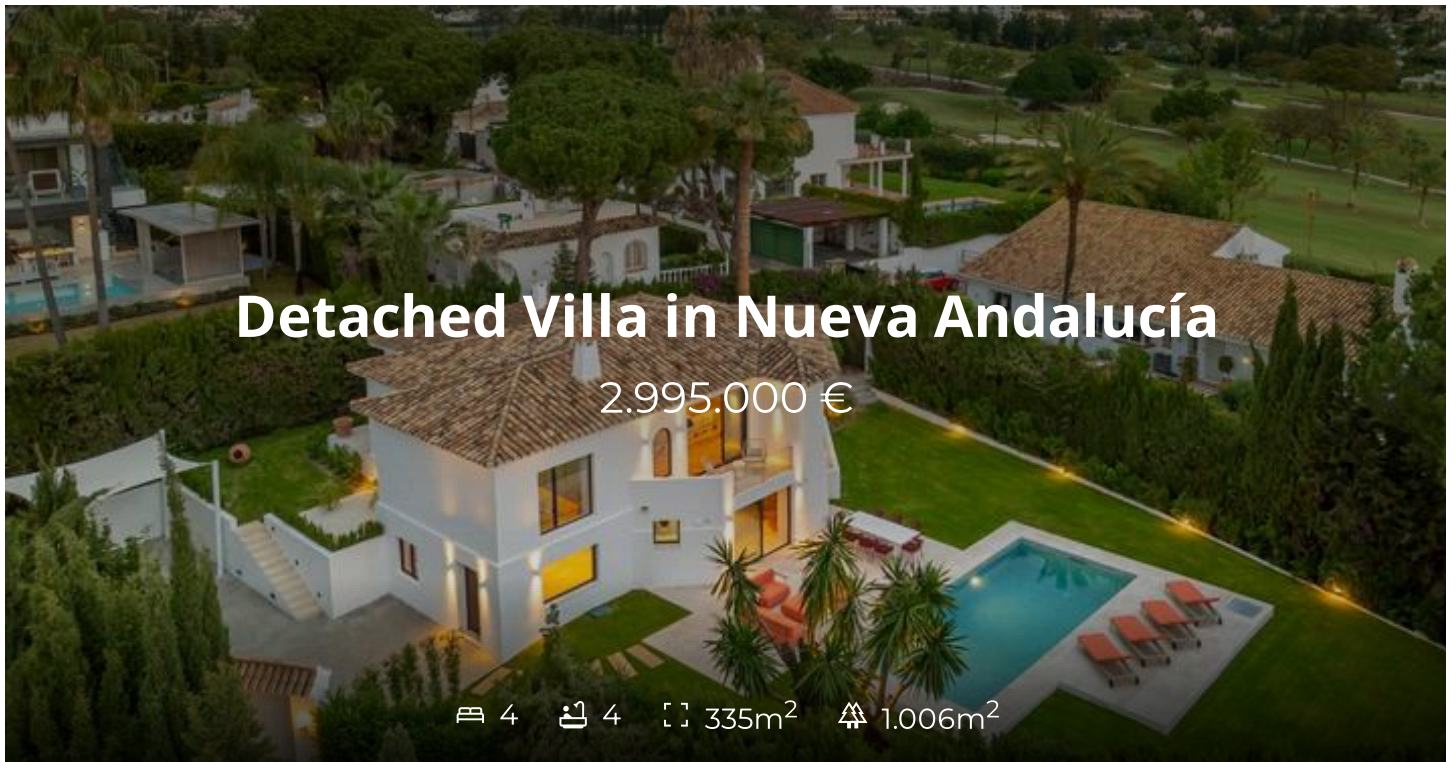 Detached Villa in Nueva Andalucía
2.995.000 €
4 4 335m² 1.006m²